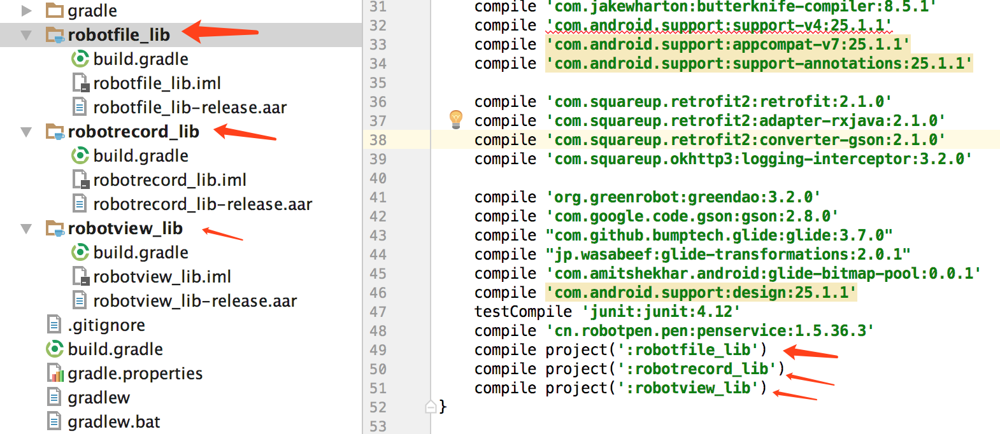 gradle
robotfile_lib
build.gradle
robotfile_lib.iml
robotfile_lib-release.aar
robotrecord_lib
build.gradle
robotrecord_lib.iml
robotrecord_lib-release.aar
robotview_lib
build.gradle
robotview_lib.iml
robotview_lib-release.aar
.gitignore
build.gradle
gradle.properties
gradlew
gradlew.bat
31 compile 'com.jakewharton:butterknife-compiler:8.5.1'
32 compile 'com.android.support:support-v4:25.1.1'
33 compile 'com.android.support:appcompat-v7:25.1.1'
34 compile 'com.android.support:support-annotations:25.1.1'
35
36 compile 'com.squareup.retrofit2:retrofit:2.1.0'
37 compile 'com.squareup.retrofit2:adapter-rxjava:2.1.0'
38 compile 'com.squareup.retrofit2:converter-gson:2.1.0'
39 compile 'com.squareup.okhttp3:logging-interceptor:3.2.0'
40
41 compile 'org.greenrobot:greendao:3.2.0'
42 compile 'com.google.code.gson:gson:2.8.0'
43 compile "com.github.bumptech.glide:glide:3.7.0"
44 compile "jp.wasabeef:glide-transformations:2.0.1"
45 compile 'com.amitshekhar.android:glide-bitmap-pool:0.0.1'
46 compile 'com.android.support:design:25.1.1'
47 testCompile 'junit:junit:4.12'
48 compile 'cn.robotpen.pen:penservice:1.5.36.3'
49 compile project(':robotfile_lib')
50 compile project(':robotrecord_lib')
51 compile project(':robotview_lib')
52 }
53